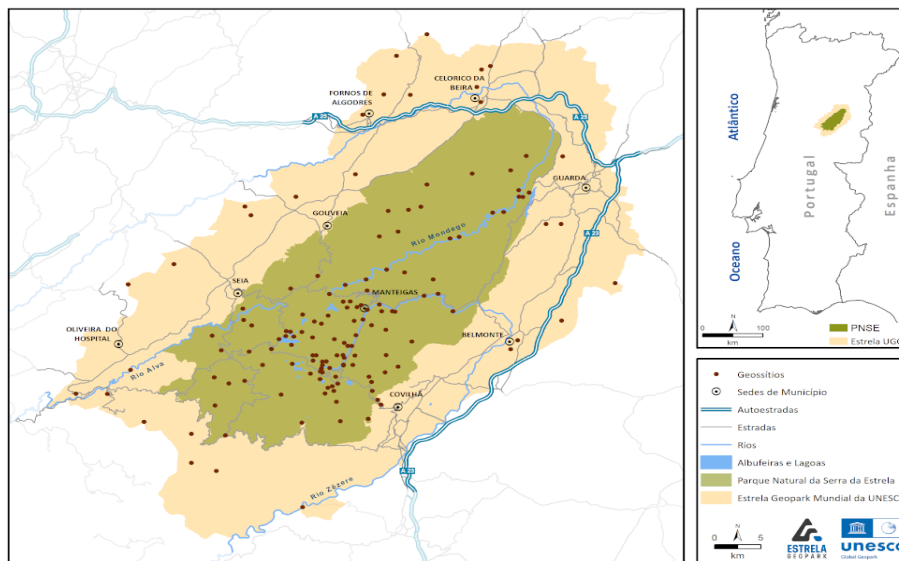 CELORICO DA
BEIRA
FORNOS DE
ALGODRES
A 25
A 25
GUARDA
GOUVEIA
Rio Mondego
A 23
SEIA
MANTEIGAS
OLIVEIRA DO
HOSPITAL
BELMONTE
Rio Alva
COVILHÃ
A 23
Rio Zêzere
Atlântico
Oceano
Portugal
Espanha
N
0 100
km
PNSE
Estrela UGG
Geossítios
Sedes de Município
Autoestradas
Estradas
Rios
Albufeiras e Lagoas
Parque Natural da Serra da Estrela
Estrela Geopark Mundial da UNESC
N
0 5
km
ESTRELA
GEOPARK
unesco
Global Geopark